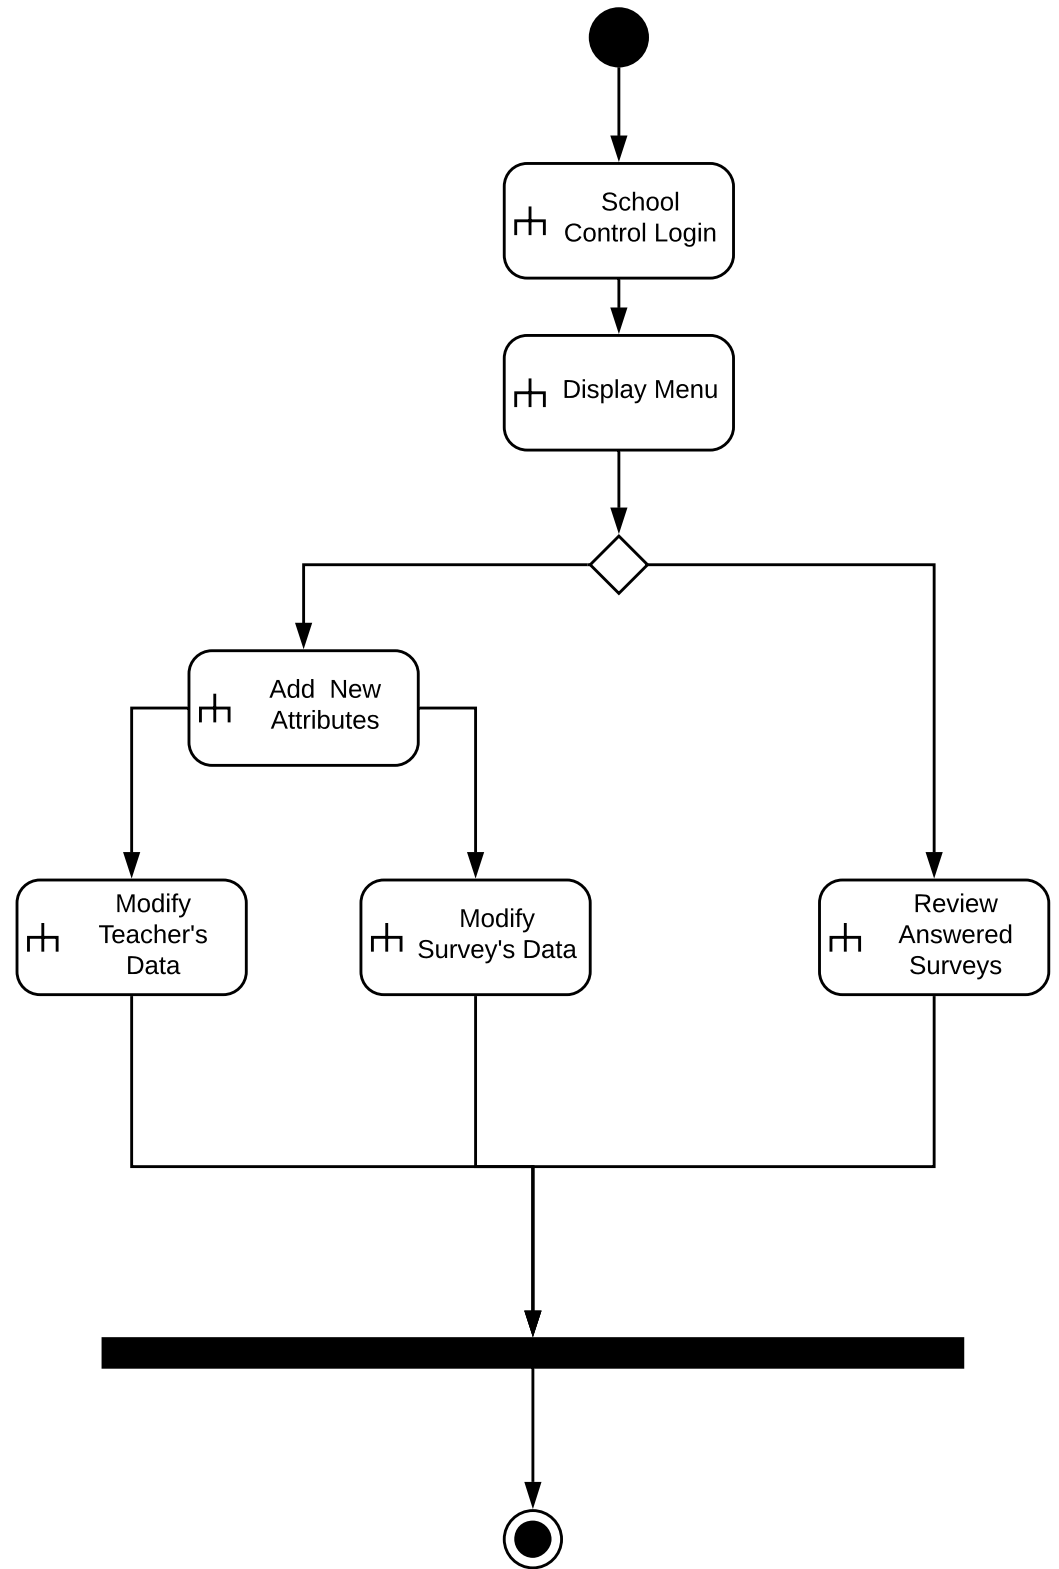 School
Control Login
Display Menu
Add  New
Attributes
Modify
Teacher's
Data
Modify
Survey's Data
Review
Answered
Surveys